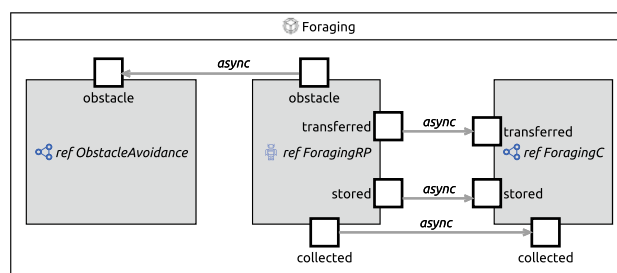 Foraging
async
obstacle
obstacle
transferred
async
transferred
ref ObstacleAvoidance
ref ForagingRP
ref ForagingC
stored
async
stored
async
collected
collected